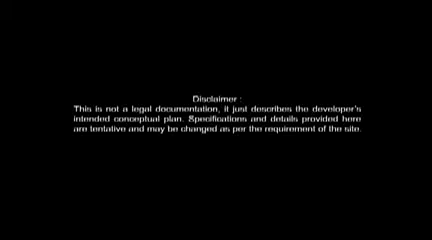 Disclaimer :
This is not a legal documentation, it just describes the developer's
intended conceptual plan. Specifications and details provided here
are tentative and may be changed as per the requirement of the site.